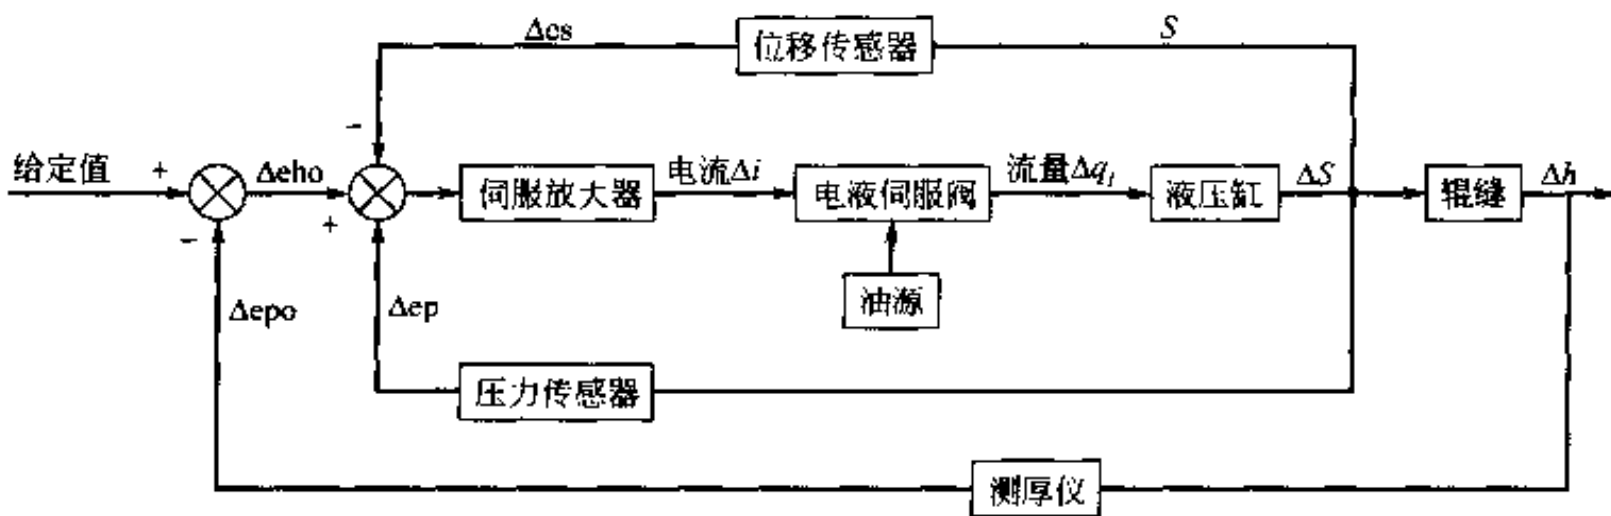 Δes
位移传感器
S
给定值
+
−
Δeho
+
−
伺服放大器
电流Δi
电液伺服阀
流量Δqₗ
液压缸
ΔS
辊缝
Δh
油源
Δepo
Δep
压力传感器
测厚仪